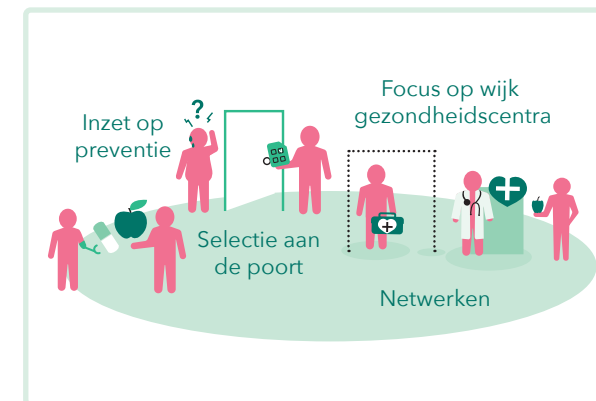 Inzet op
preventie
?
Selectie aan
de poort
Focus op wijk
gezondheidscentra
Netwerken